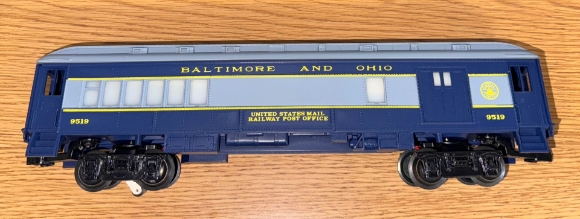 BALTIMORE AND OHIO
UNITED STATES MAIL
RAILWAY POST OFFICE
9519
9519